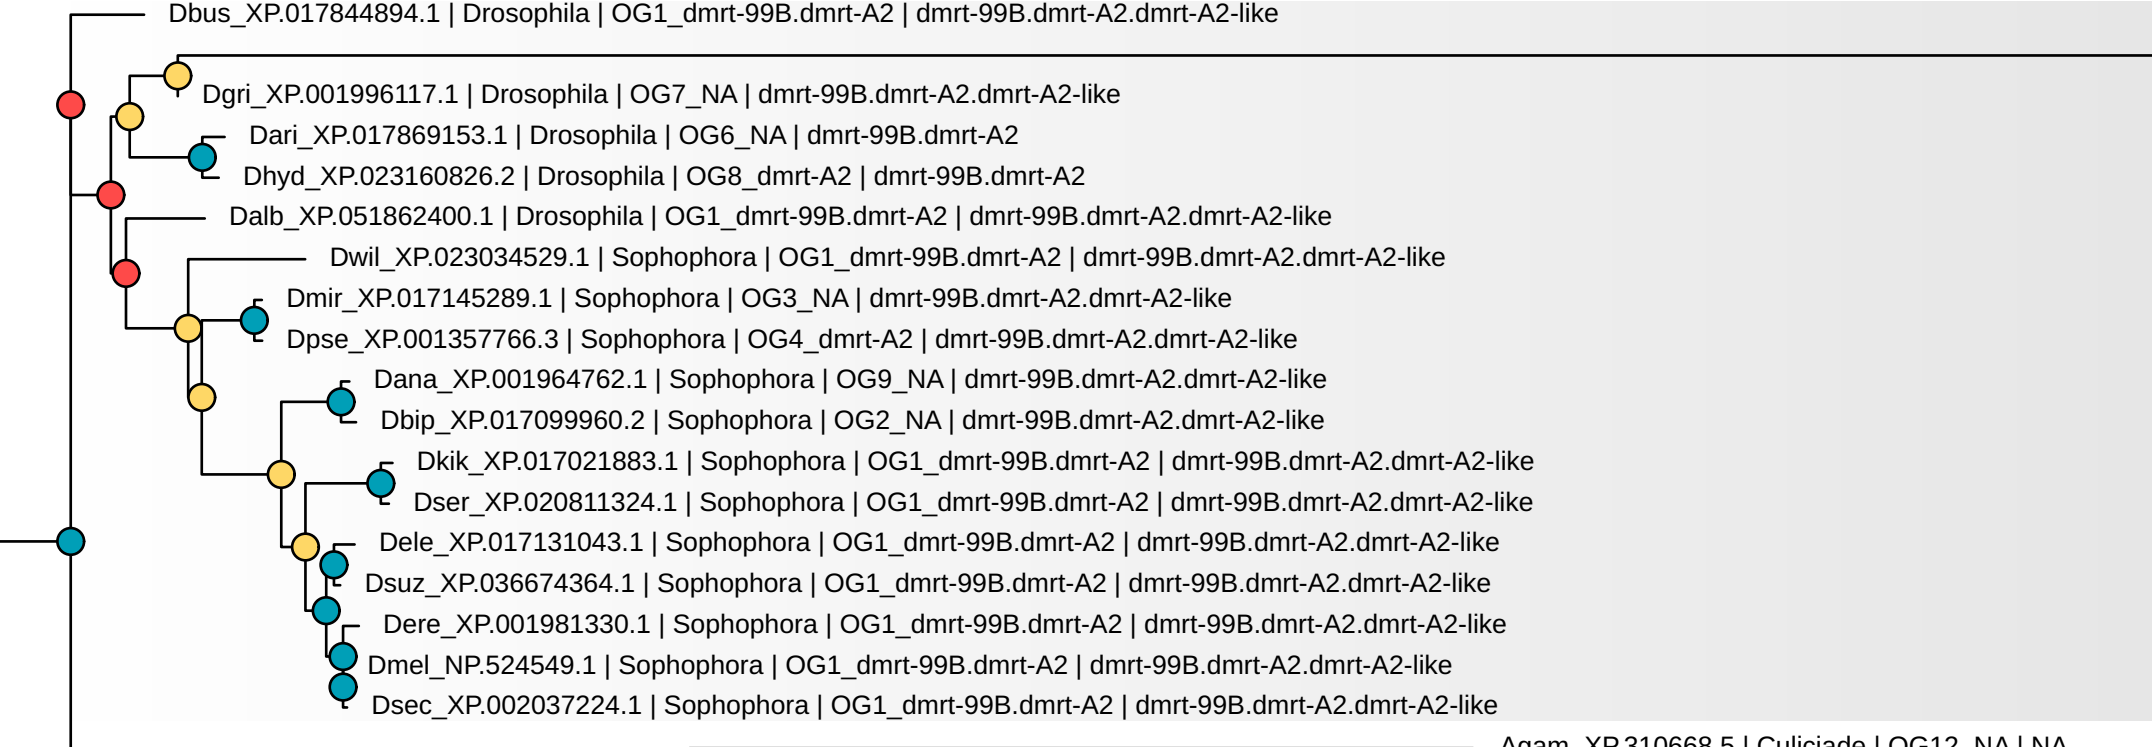 Dbus_XP.017844894.1 | Drosophila | OG1_dmrt-99B.dmrt-A2 | dmrt-99B.dmrt-A2.dmrt-A2-like
Dgri_XP.001996117.1 | Drosophila | OG7_NA | dmrt-99B.dmrt-A2.dmrt-A2-like
Dari_XP.017869153.1 | Drosophila | OG6_NA | dmrt-99B.dmrt-A2
Dhyd_XP.023160826.2 | Drosophila | OG8_dmrt-A2 | dmrt-99B.dmrt-A2
Dalb_XP.051862400.1 | Drosophila | OG1_dmrt-99B.dmrt-A2 | dmrt-99B.dmrt-A2.dmrt-A2-like
Dwil_XP.023034529.1 | Sophophora | OG1_dmrt-99B.dmrt-A2 | dmrt-99B.dmrt-A2.dmrt-A2-like
Dmir_XP.017145289.1 | Sophophora | OG3_NA | dmrt-99B.dmrt-A2.dmrt-A2-like
Dpse_XP.001357766.3 | Sophophora | OG4_dmrt-A2 | dmrt-99B.dmrt-A2.dmrt-A2-like
Dana_XP.001964762.1 | Sophophora | OG9_NA | dmrt-99B.dmrt-A2.dmrt-A2-like
Dbip_XP.017099960.2 | Sophophora | OG2_NA | dmrt-99B.dmrt-A2.dmrt-A2-like
Dkik_XP.017021883.1 | Sophophora | OG1_dmrt-99B.dmrt-A2 | dmrt-99B.dmrt-A2.dmrt-A2-like
Dser_XP.020811324.1 | Sophophora | OG1_dmrt-99B.dmrt-A2 | dmrt-99B.dmrt-A2.dmrt-A2-like
Dele_XP.017131043.1 | Sophophora | OG1_dmrt-99B.dmrt-A2 | dmrt-99B.dmrt-A2.dmrt-A2-like
Dsuz_XP.036674364.1 | Sophophora | OG1_dmrt-99B.dmrt-A2 | dmrt-99B.dmrt-A2.dmrt-A2-like
Dere_XP.001981330.1 | Sophophora | OG1_dmrt-99B.dmrt-A2 | dmrt-99B.dmrt-A2.dmrt-A2-like
Dmel_NP.524549.1 | Sophophora | OG1_dmrt-99B.dmrt-A2 | dmrt-99B.dmrt-A2.dmrt-A2-like
Dsec_XP.002037224.1 | Sophophora | OG1_dmrt-99B.dmrt-A2 | dmrt-99B.dmrt-A2.dmrt-A2-like
Agam_XP.310668.5 | Culiciade | OG12_NA | NA